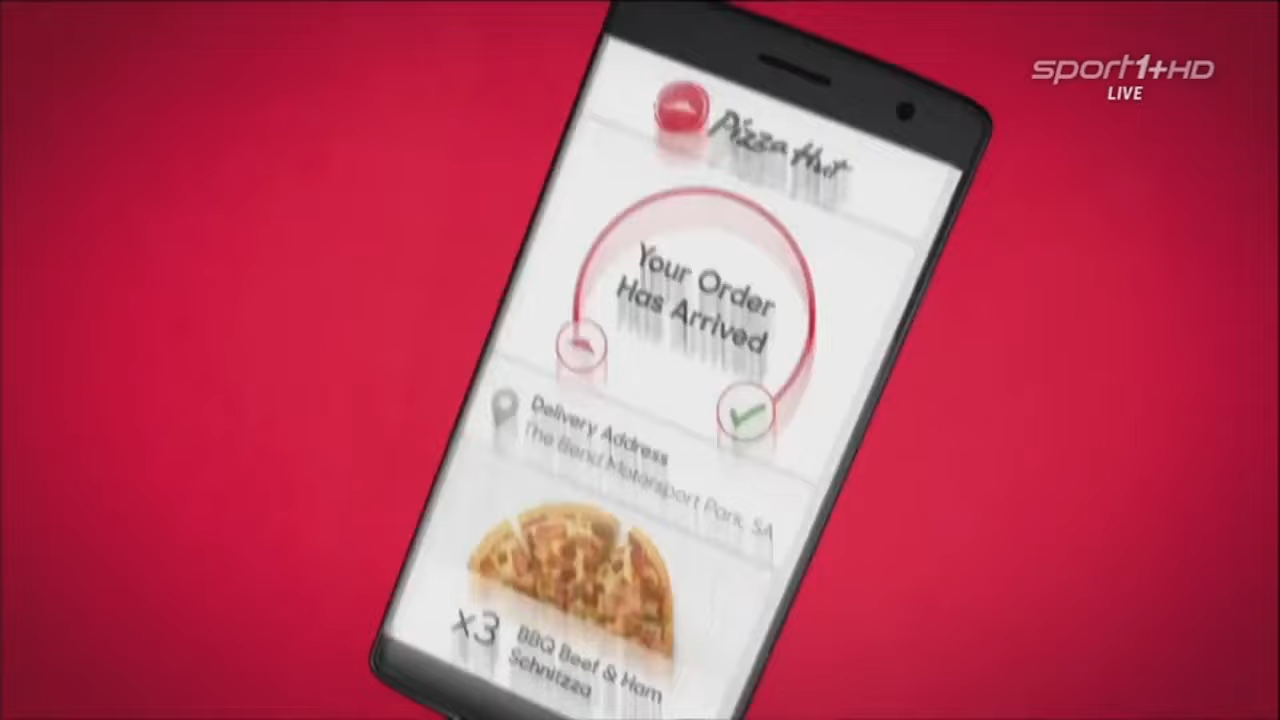 sport1+HD
LIVE
Pizza Hut
Your Order
Has Arrived
Delivery Address
The Bend Motorsport Park, SA
x3
BBQ Beef & Ham
Schnitzza